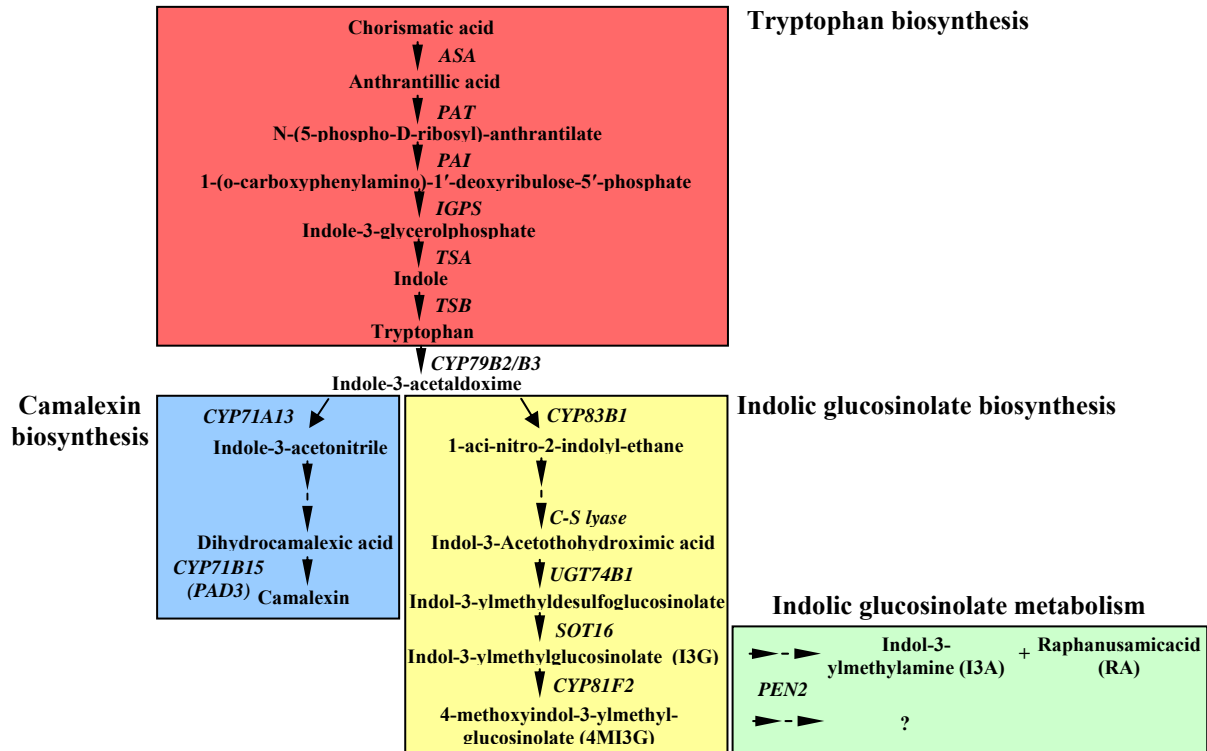 Tryptophan biosynthesis
Chorismatic acid
ASA
Anthrantillic acid
PAT
N-(5-phospho-D-ribosyl)-anthrantilate
PAI
1-(o-carboxyphenylamino)-1′-deoxyribulose-5′-phosphate
IGPS
Indole-3-glycerolphosphate
TSA
Indole
TSB
Tryptophan
CYP79B2/B3
Indole-3-acetaldoxime
Camalexin
biosynthesis
CYP71A13
Indole-3-acetonitrile
Dihydrocamalexic acid
CYP71B15
(PAD3)
Camalexin
Indolic glucosinolate biosynthesis
CYP83B1
1-aci-nitro-2-indolyl-ethane
C-S lyase
Indol-3-Acetothohydroximic acid
UGT74B1
Indol-3-ylmethyldesulfoglucosinolate
SOT16
Indol-3-ylmethylglucosinolate (I3G)
CYP81F2
4-methoxyindol-3-ylmethyl-
glucosinolate (4MI3G)
Indolic glucosinolate metabolism
Indol-3-
ylmethylamine (I3A)
+
Raphanusamicacid
(RA)
PEN2
?